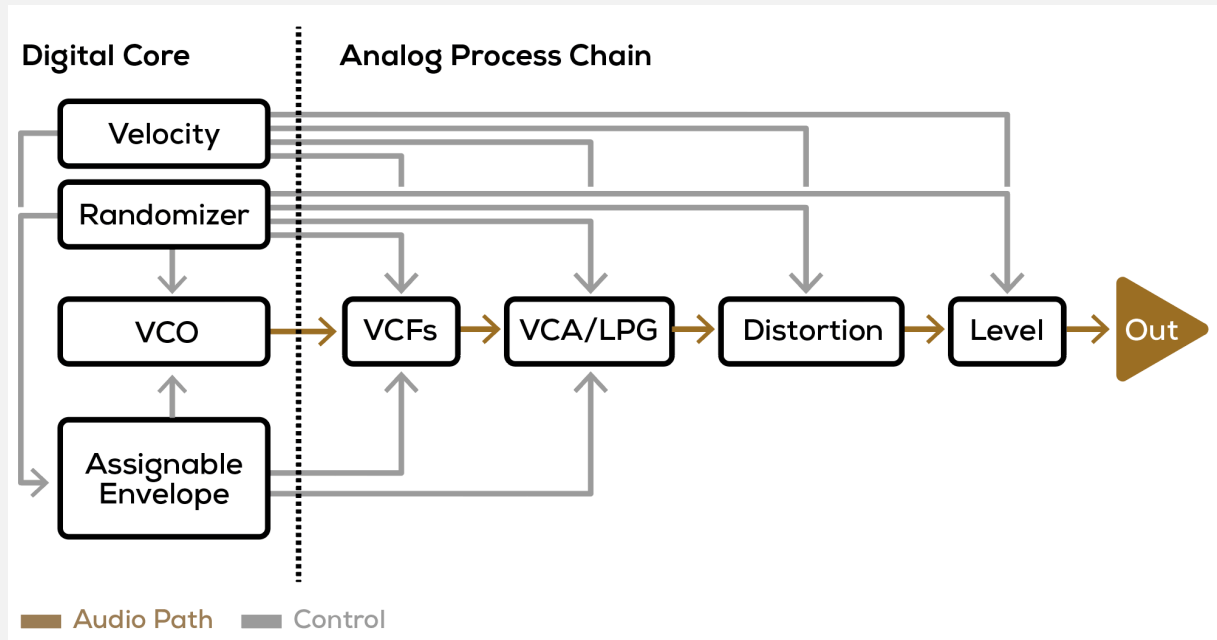 Digital Core
Analog Process Chain
Velocity
Randomizer
VCO
VCFs
VCA/LPG
Distortion
Level
Out
Assignable
Envelope
Audio Path
Control